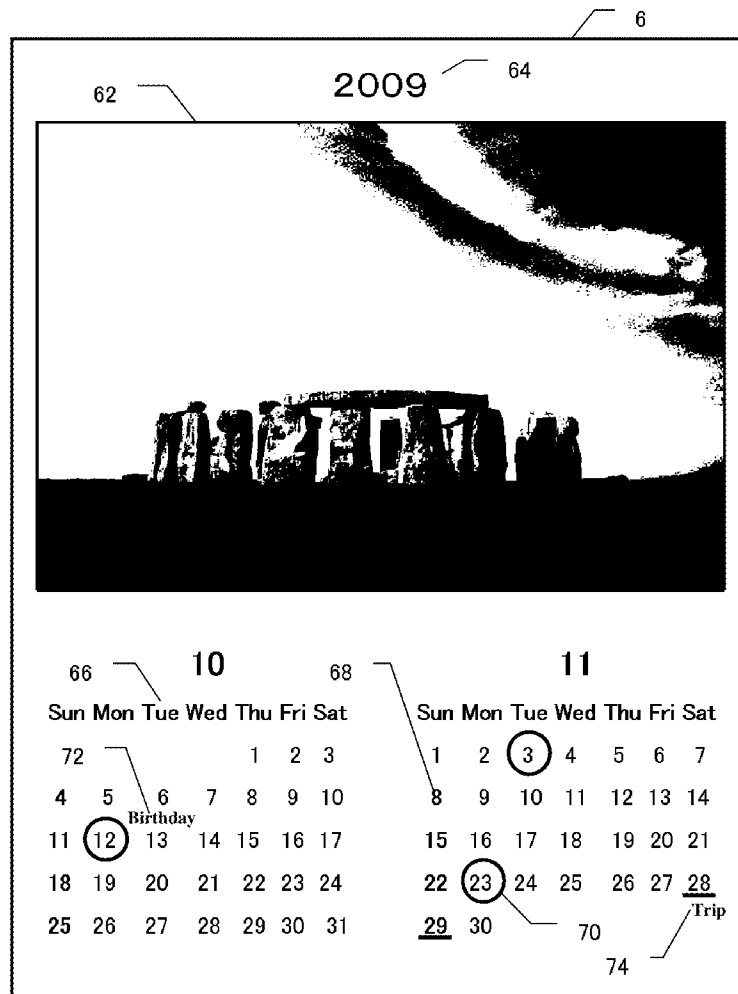 6
2009 64
62
66 10 68 11
Sun Mon Tue Wed Thu Fri Sat Sun Mon Tue Wed Thu Fri Sat
72 1 2 3 1 2 3 4 5 6 7
4 5 6 7 8 9 10 8 9 10 11 12 13 14
Birthday
11 12 13 14 15 16 17 15 16 17 18 19 20 21
18 19 20 21 22 23 24 22 23 24 25 26 27 28
Trip
25 26 27 28 29 30 31 29 30 70
74